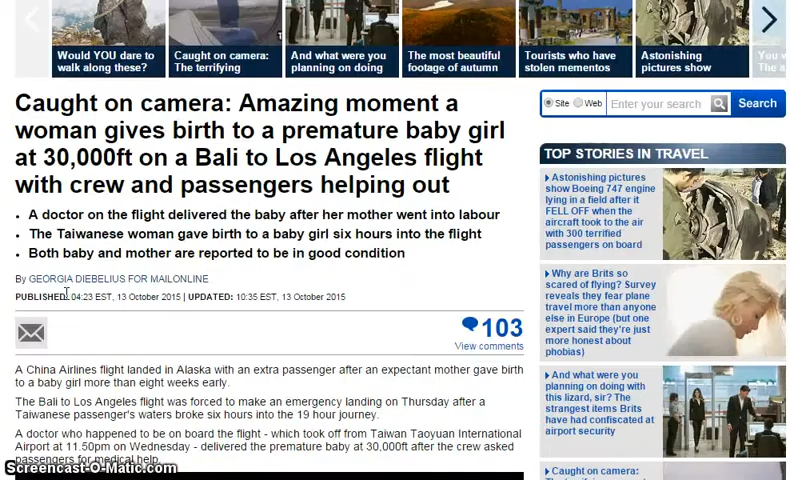 Would YOU dare to
walk along these?
Caught on camera:
The terrifying
And what were you
planning on doing
The most beautiful
footage of autumn
Tourists who have
stolen mementos
Astonishing
pictures show
Caught on camera: Amazing moment a
woman gives birth to a premature baby girl
at 30,000ft on a Bali to Los Angeles flight
with crew and passengers helping out
• A doctor on the flight delivered the baby after her mother went into labour
• The Taiwanese woman gave birth to a baby girl six hours into the flight
• Both baby and mother are reported to be in good condition
By GEORGIA DIEBELIUS FOR MAILONLINE
PUBLISHED: 04:23 EST, 13 October 2015 | UPDATED: 10:35 EST, 13 October 2015
103
View comments
A China Airlines flight landed in Alaska with an extra passenger after an expectant mother gave birth
to a baby girl more than eight weeks early.
The Bali to Los Angeles flight was forced to make an emergency landing on Thursday after a
Taiwanese passenger's waters broke six hours into the 19 hour journey.
A doctor who happened to be on board the flight - which took off from Taiwan Taoyuan International
Airport at 11.50pm on Wednesday - delivered the premature baby at 30,000ft after the crew asked
passengers for medical help.
Screencast-O-Matic.com
Site Web Enter your search Search
TOP STORIES IN TRAVEL
Astonishing pictures
show Boeing 747 engine
lying in a field after it
FELL OFF when the
aircraft took to the air
with 300 terrified
passengers on board
Why are Brits so
scared of flying? Survey
reveals they fear plane
travel more than anyone
else in Europe (but one
expert said they're just
more honest about
phobias)
And what were you
planning on doing with
this lizard, sir? The
strangest items Brits
have had confiscated at
airport security
Caught on camera: